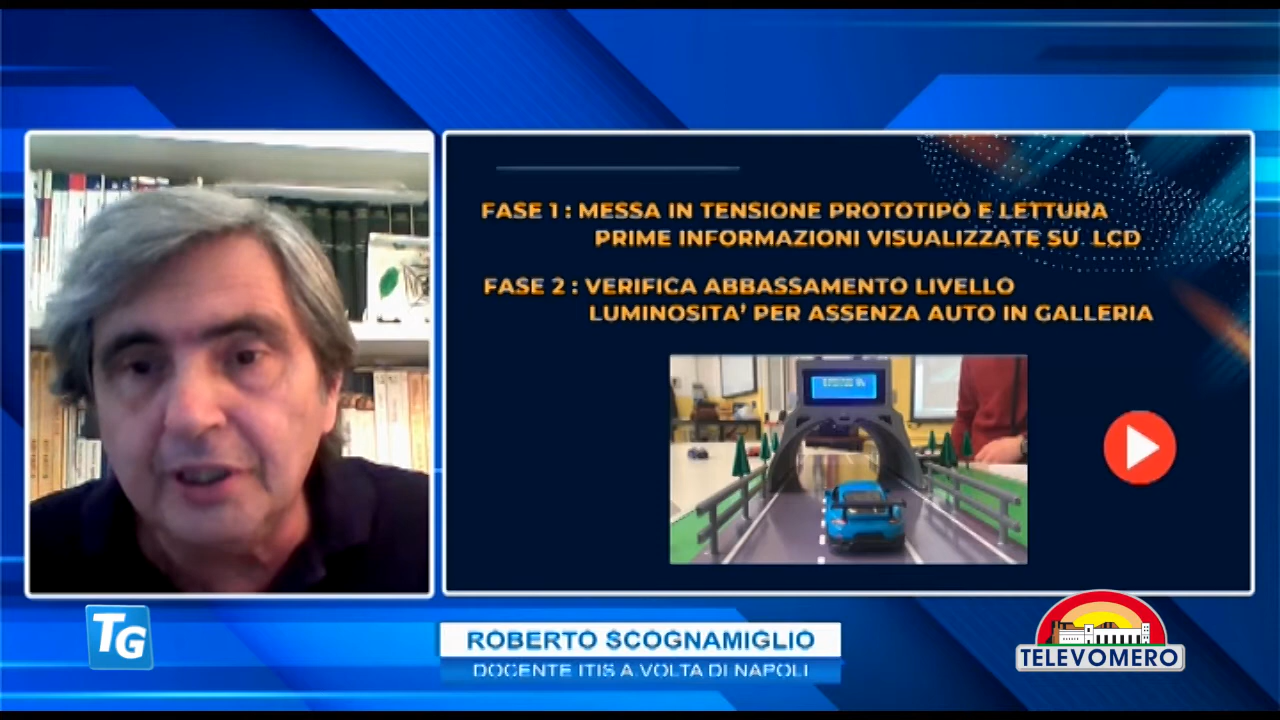 FASE 1 : MESSA IN TENSIONE PROTOTIPO E LETTURA
PRIME INFORMAZIONI VISUALIZZATE SU LCD
FASE 2 : VERIFICA ABBASSAMENTO LIVELLO
LUMINOSITA' PER ASSENZA AUTO IN GALLERIA
TG
ROBERTO SCOGNAMIGLIO
DOCENTE ITIS A VOLTA DI NAPOLI
TELEVOMERO